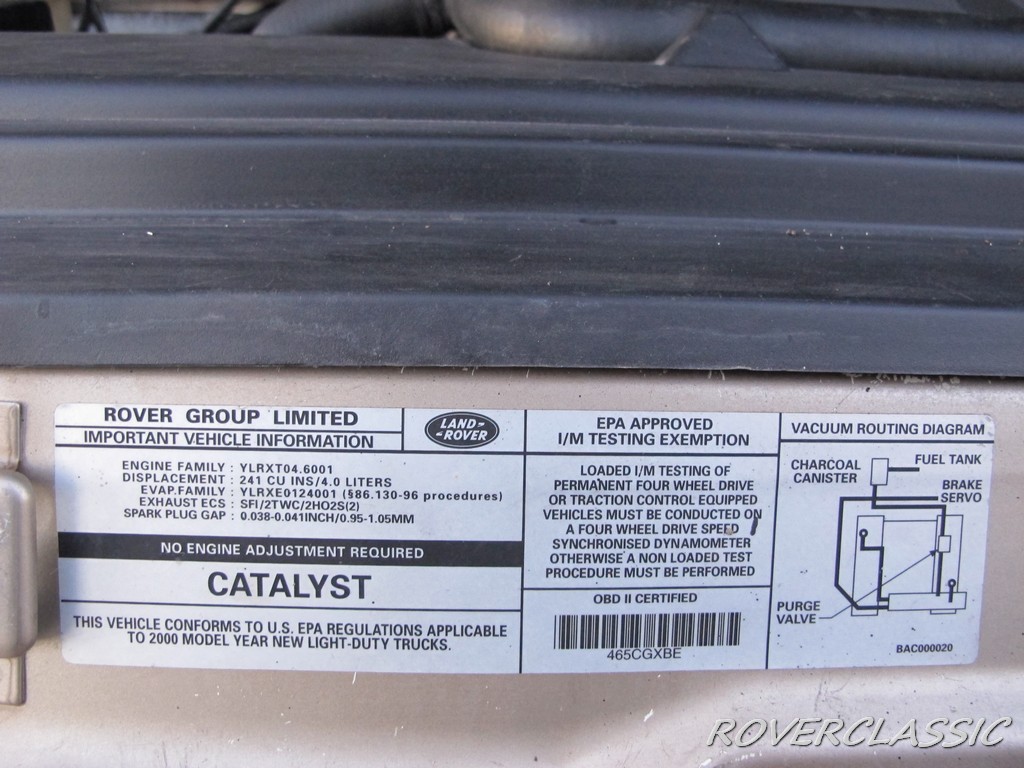 ROVER GROUP LIMITED
IMPORTANT VEHICLE INFORMATION
LAND-
-ROVER
ENGINE FAMILY : YLRXT04.6001
DISPLACEMENT : 241 CU INS/4.0 LITERS
EVAP.FAMILY : YLRXE0124001 (§86.130-96 procedures)
EXHAUST ECS : SFI/2TWC/2HO2S(2)
SPARK PLUG GAP : 0.038-0.041INCH/0.95-1.05MM
NO ENGINE ADJUSTMENT REQUIRED
CATALYST
THIS VEHICLE CONFORMS TO U.S. EPA REGULATIONS APPLICABLE
TO 2000 MODEL YEAR NEW LIGHT-DUTY TRUCKS.
EPA APPROVED
I/M TESTING EXEMPTION
LOADED I/M TESTING OF
PERMANENT FOUR WHEEL DRIVE
OR TRACTION CONTROL EQUIPPED
VEHICLES MUST BE CONDUCTED ON
A FOUR WHEEL DRIVE SPEED
SYNCHRONISED DYNAMOMETER
OTHERWISE A NON LOADED TEST
PROCEDURE MUST BE PERFORMED
OBD II CERTIFIED
465CGXBE
VACUUM ROUTING DIAGRAM
CHARCOAL
CANISTER
FUEL TANK
BRAKE
SERVO
PURGE
VALVE
BAC000020
ROVERCLASSIC